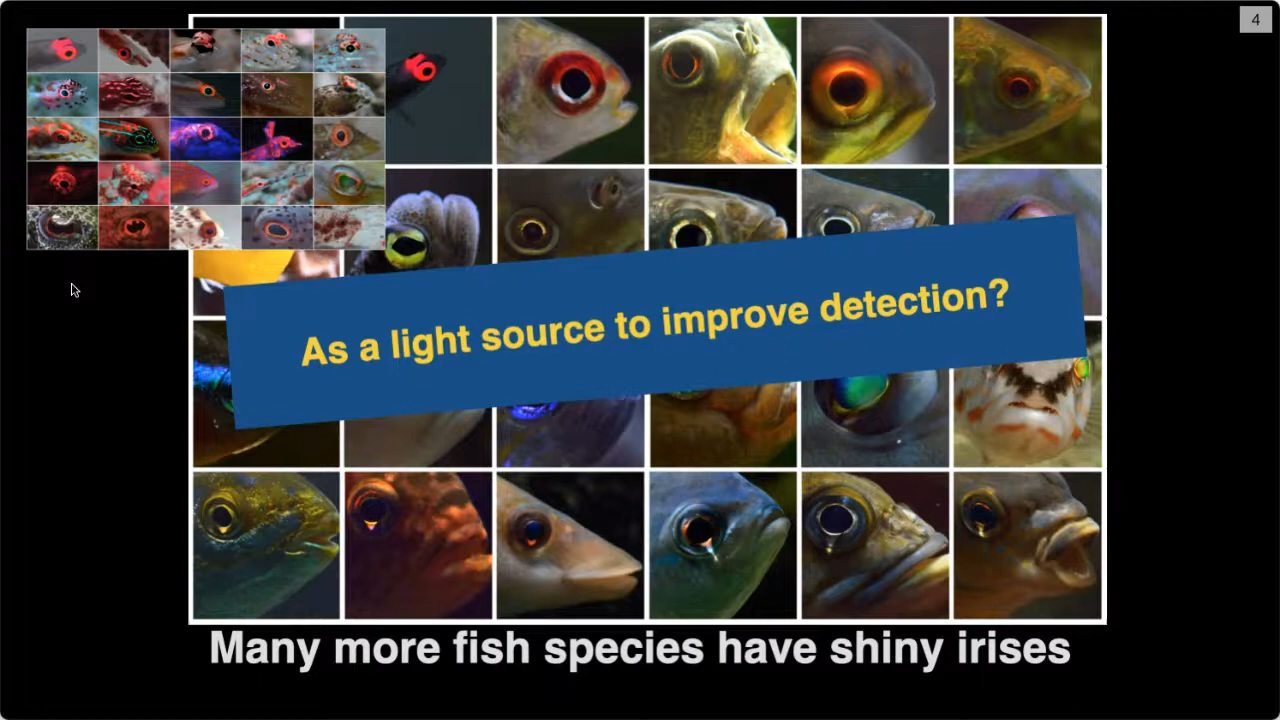 4
As a light source to improve detection?
Many more fish species have shiny irises